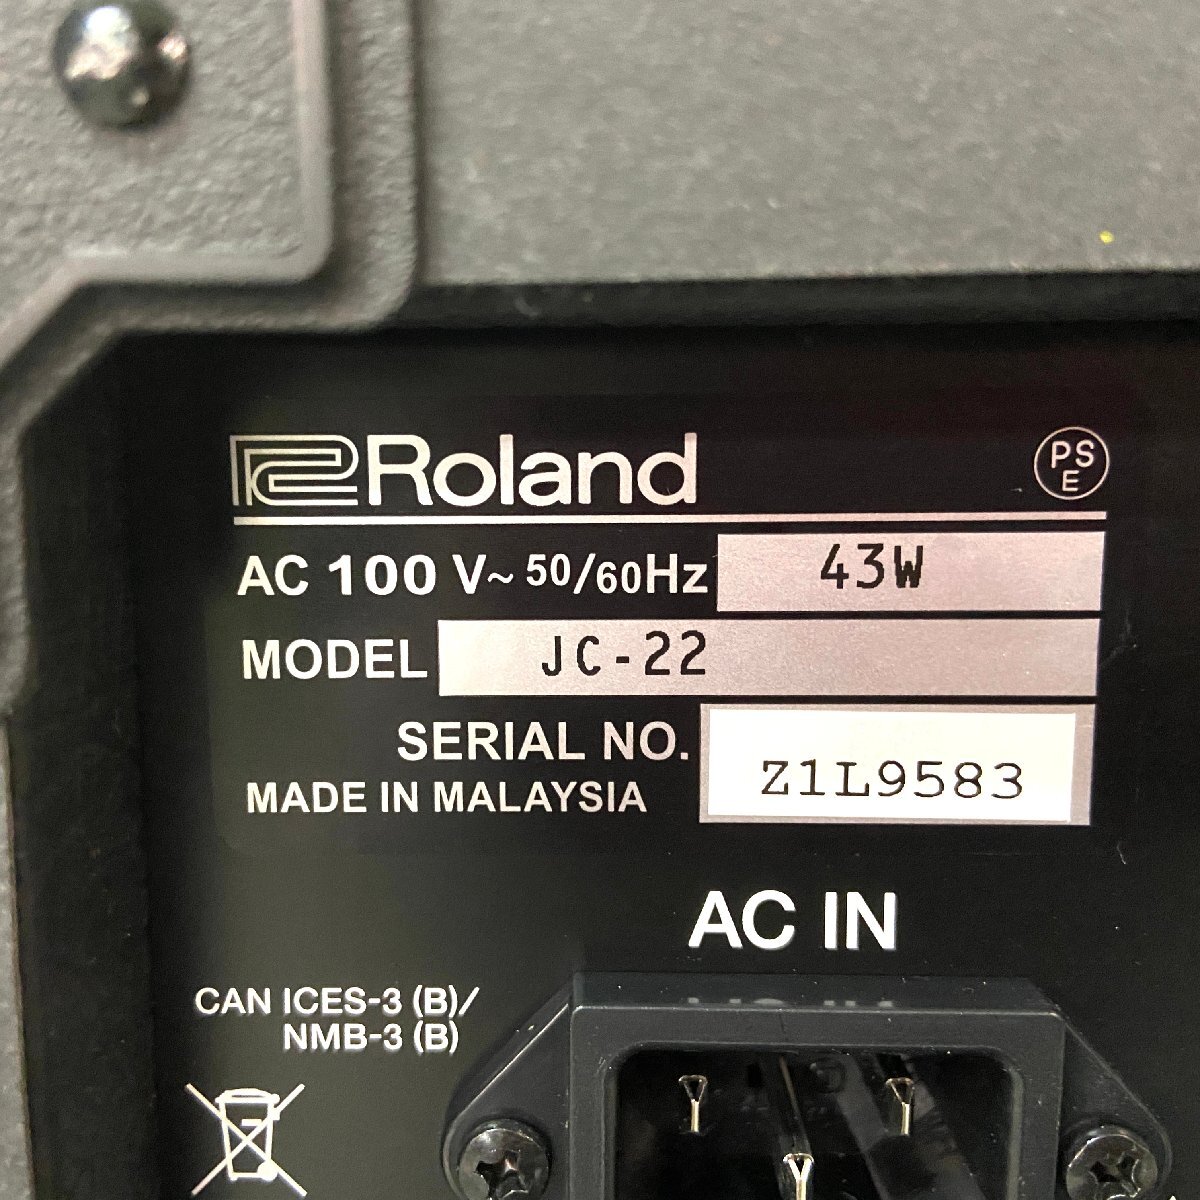 Roland
PS
E
AC 100 V~ 50/60Hz 43W
MODEL JC-22
SERIAL NO. Z1L9583
MADE IN MALAYSIA
AC IN
CAN ICES-3 (B)/
NMB-3 (B)